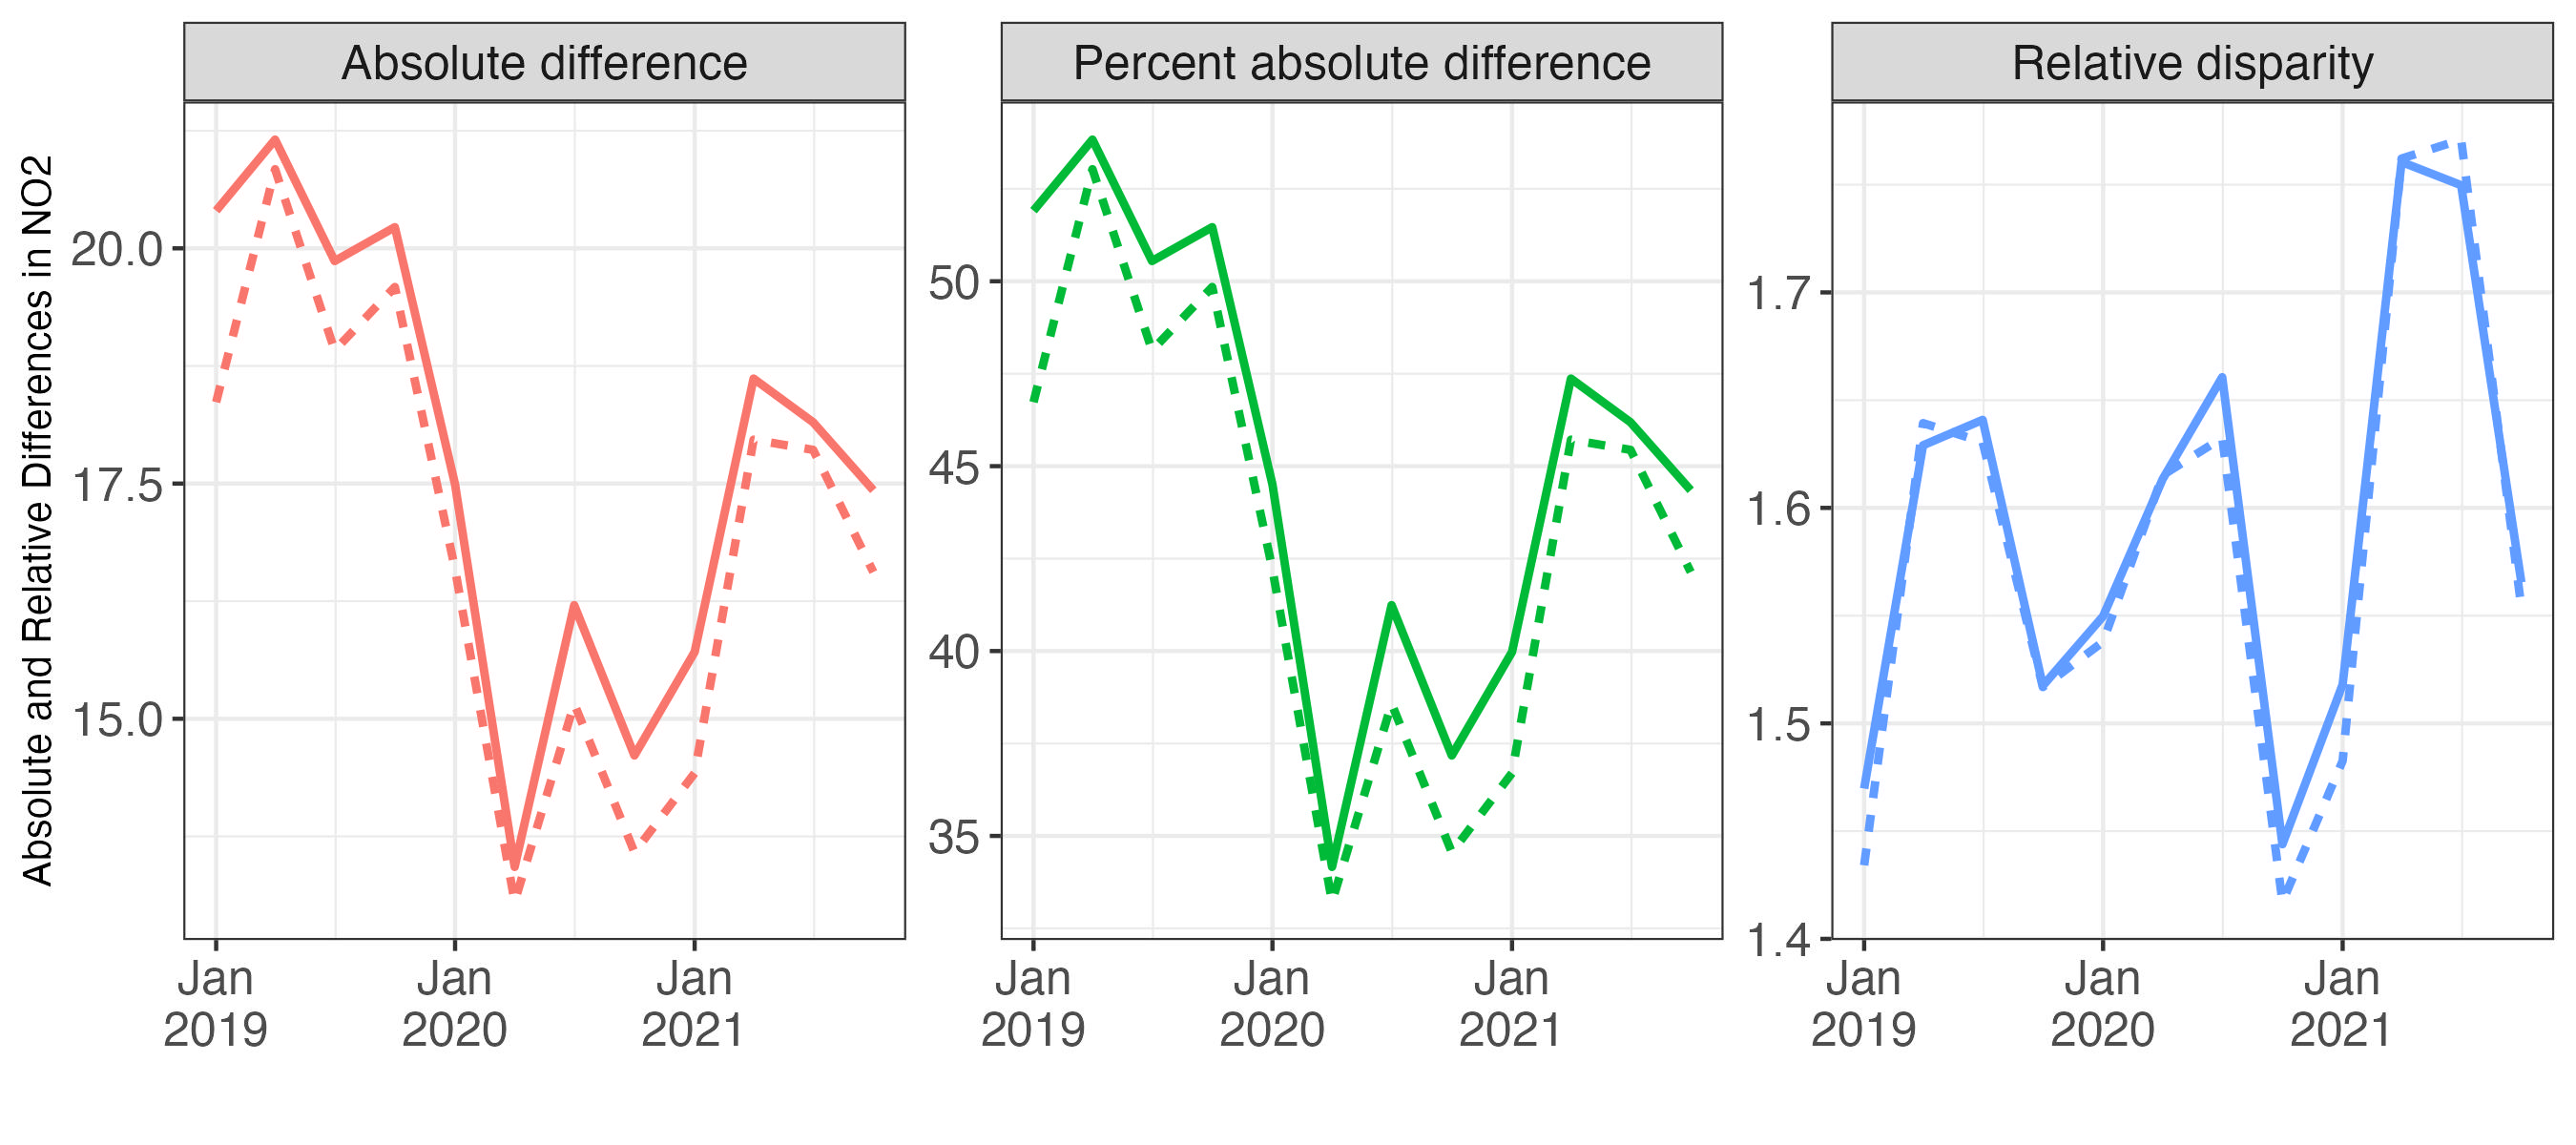 Absolute difference
Percent absolute difference
Relative disparity
Absolute and Relative Differences in NO2
20.0
17.5
15.0
50
45
40
35
1.7
1.6
1.5
1.4
Jan
2019
Jan
2020
Jan
2021
Jan
2019
Jan
2020
Jan
2021
Jan
2019
Jan
2020
Jan
2021